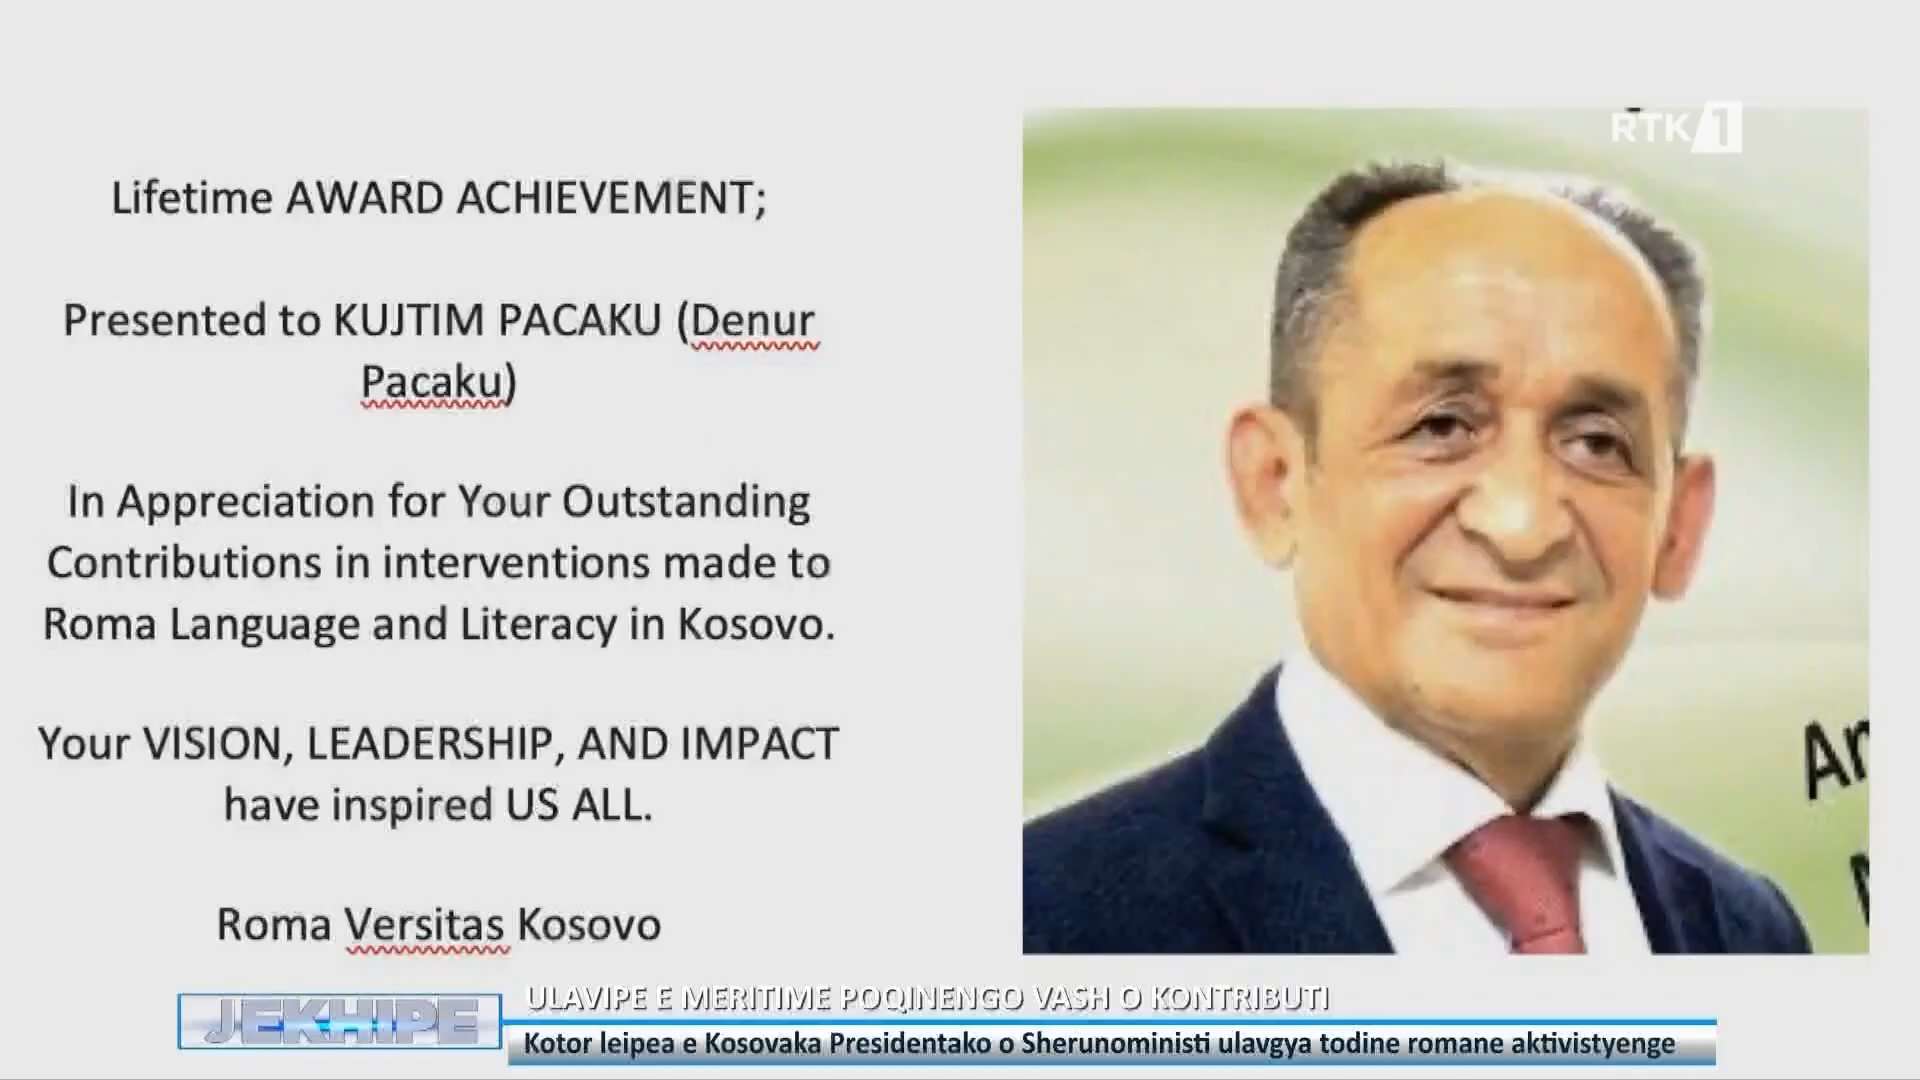 RTK 1
Lifetime AWARD ACHIEVEMENT;
Presented to KUJTIM PACAKU (Denur
Pacaku)
In Appreciation for Your Outstanding
Contributions in interventions made to
Roma Language and Literacy in Kosovo.
Your VISION, LEADERSHIP, AND IMPACT
have inspired US ALL.
Roma Versitas Kosovo
An
JEKHIPE
ULAVIPE E MERITIME POQINENGO VASH O KONTRIBUTI
Kotor leipea e Kosovaka Presidentako o Sherunoministi ulavgya todine romane aktivistyenge